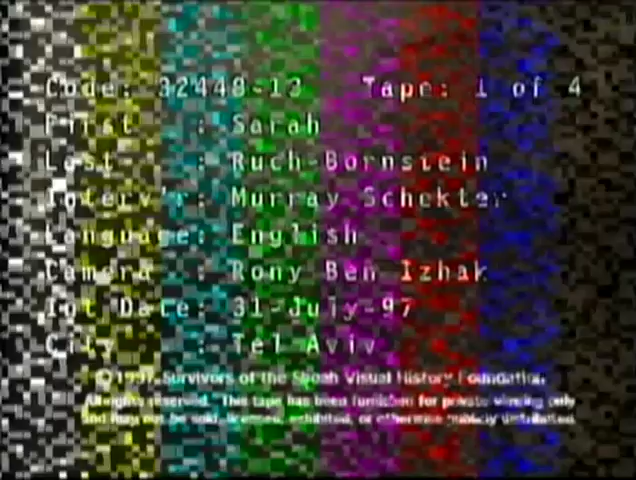 Code: 32448-12 Tape: 1 of 4
First : Sarah
Last : Ruch-Bornstein
Interv'r: Murray Schekter
Language: English
Camera : Rony Ben Izhak
Int Date: 31-July-97
City : Tel Aviv
© 1997 Survivors of the Shoah Visual History Foundation
All rights reserved. This tape has been furnished for private viewing only
and may not be sold, licensed, exhibited, or otherwise publicly distributed.